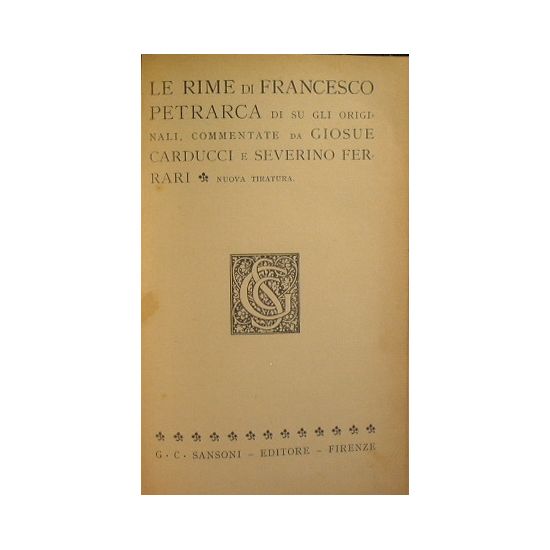 LE RIME DI FRANCESCO
PETRARCA DI SU GLI ORIGI-
NALI, COMMENTATE DA GIOSUE
CARDUCCI E SEVERINO FER-
RARI ✤ NUOVA TIRATURA.
GCS
G. C. SANSONI – EDITORE – FIRENZE